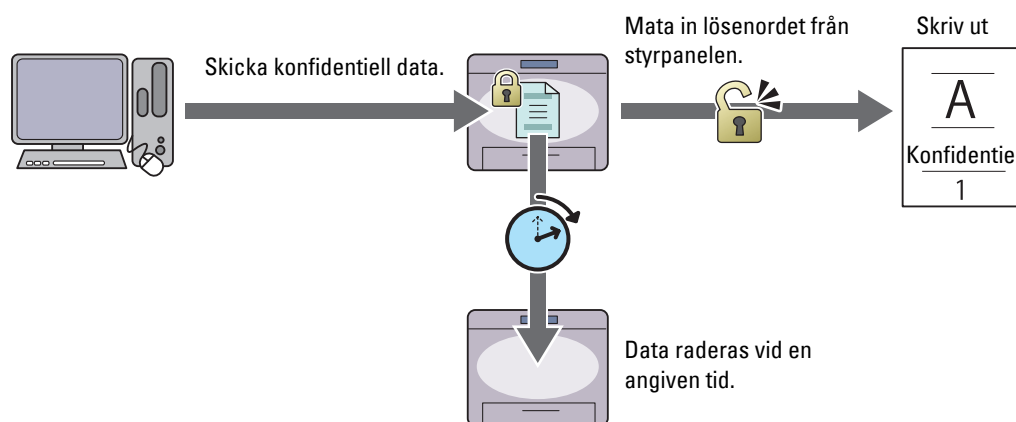 Skicka konfidentiell data.
Mata in lösenordet från
styrpanelen.
Skriv ut
A
Konfidentie
1
Data raderas vid en
angiven tid.